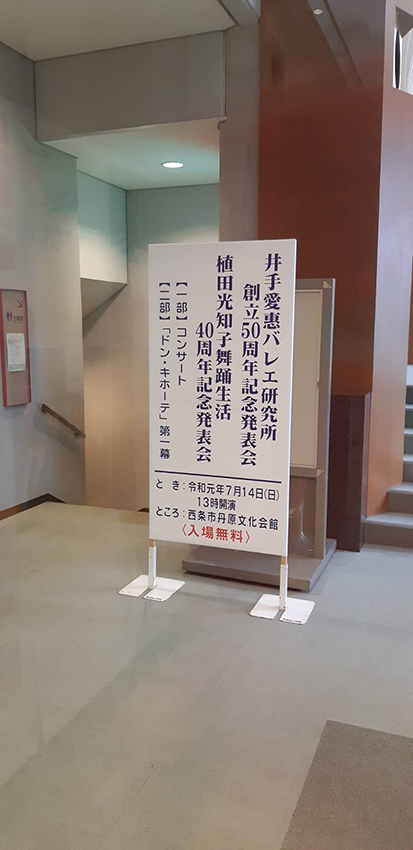 井手愛惠バレエ研究所
創立50周年記念発表会
植田光知子舞踊生活
40周年記念発表会
【一部】コンサート
【二部】「ドン・キホーテ」第一幕
とき:令和元年7月14日(日)
13時開演
ところ:西条市丹原文化会館
〈入場無料〉